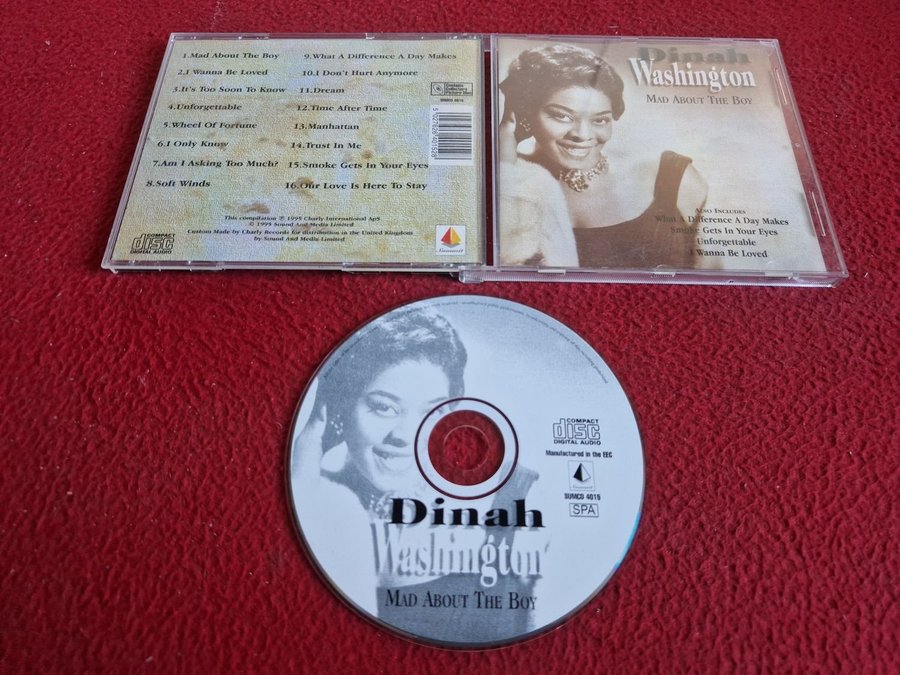 1.Mad About The Boy
2.I Wanna Be Loved
3.It's Too Soon To Know
4.Unforgettable
5.Wheel Of Fortune
6.I Only Know
7.Am I Asking Too Much?
8.Soft Winds
9.What A Difference A Day Makes
10.I Don't Hurt Anymore
11.Dream
12.Time After Time
13.Manhattan
14.Trust In Me
15.Smoke Gets In Your Eyes
16.Our Love Is Here To Stay
SUMCD 4016
This compilation ℗ 1995 Charly International ApS
© 1995 Sound And Media Limited
Custom Made by Charly Records for distribution in the United Kingdom
by Sound And Media Limited
COMPACT
disc
DIGITAL AUDIO
Summit
Dinah
Washington
MAD ABOUT THE BOY
ALSO INCLUDES
What A Difference A Day Makes
Smoke Gets In Your Eyes
Unforgettable
I Wanna Be Loved
COMPACT
disc
DIGITAL AUDIO
Manufactured in the EEC
Summit
SUMCD 4016
SPA
Dinah
Washington
MAD ABOUT THE BOY